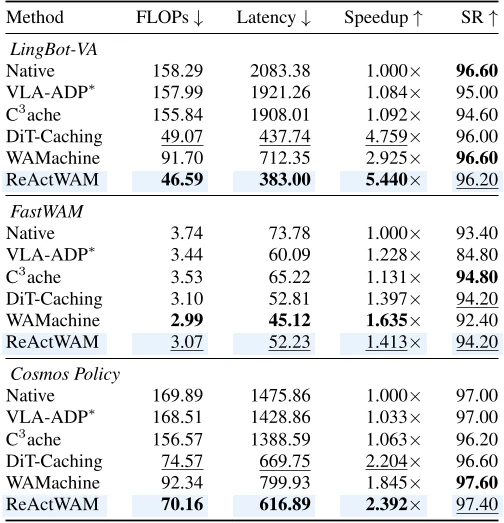 Method FLOPs ↓ Latency ↓ Speedup ↑ SR ↑
LingBot-VA
Native 158.29 2083.38 1.000× 96.60
VLA-ADP* 157.99 1921.26 1.084× 95.00
C³ache 155.84 1908.01 1.092× 94.60
DiT-Caching 49.07 437.74 4.759× 96.00
WAMachine 91.70 712.35 2.925× 96.60
ReActWAM 46.59 383.00 5.440× 96.20
FastWAM
Native 3.74 73.78 1.000× 93.40
VLA-ADP* 3.44 60.09 1.228× 84.80
C³ache 3.53 65.22 1.131× 94.80
DiT-Caching 3.10 52.81 1.397× 94.20
WAMachine 2.99 45.12 1.635× 92.40
ReActWAM 3.07 52.23 1.413× 94.20
Cosmos Policy
Native 169.89 1475.86 1.000× 97.00
VLA-ADP* 168.51 1428.86 1.033× 97.00
C³ache 156.57 1388.59 1.063× 96.20
DiT-Caching 74.57 669.75 2.204× 96.60
WAMachine 92.34 799.93 1.845× 97.60
ReActWAM 70.16 616.89 2.392× 97.40